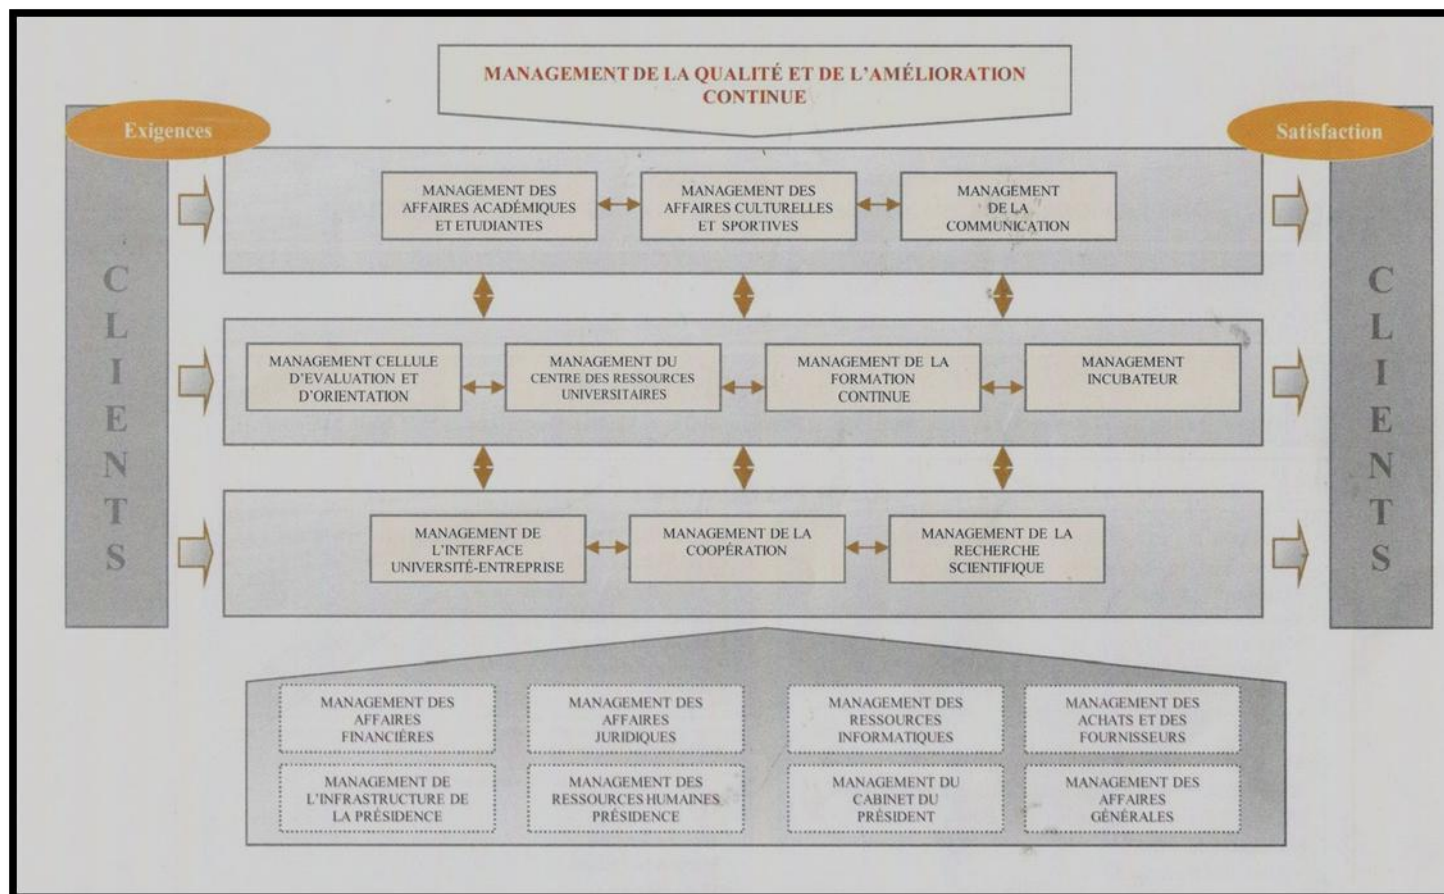 MANAGEMENT DE LA QUALITÉ ET DE L'AMÉLIORATION
CONTINUE
Exigences
Satisfaction
CLIENTS
MANAGEMENT DES
AFFAIRES ACADÉMIQUES
ET ETUDIANTES
MANAGEMENT DES
AFFAIRES CULTURELLES
ET SPORTIVES
MANAGEMENT
DE LA
COMMUNICATION
MANAGEMENT CELLULE
D'EVALUATION ET
D'ORIENTATION
MANAGEMENT DU
CENTRE DES RESSOURCES
UNIVERSITAIRES
MANAGEMENT DE LA
FORMATION
CONTINUE
MANAGEMENT
INCUBATEUR
MANAGEMENT DE
L'INTERFACE
UNIVERSITÉ-ENTREPRISE
MANAGEMENT DE LA
COOPÉRATION
MANAGEMENT DE LA
RECHERCHE
SCIENTIFIQUE
CLIENTS
MANAGEMENT DES
AFFAIRES
FINANCIÈRES
MANAGEMENT DES
AFFAIRES
JURIDIQUES
MANAGEMENT DES
RESSOURCES
INFORMATIQUES
MANAGEMENT DES
ACHATS ET DES
FOURNISSEURS
MANAGEMENT DE
L'INFRASTRUCTURE DE
LA PRÉSIDENCE
MANAGEMENT DES
RESSOURCES HUMAINES
PRÉSIDENCE
MANAGEMENT DU
CABINET DU
PRÉSIDENT
MANAGEMENT DES
AFFAIRES
GÉNÉRALES